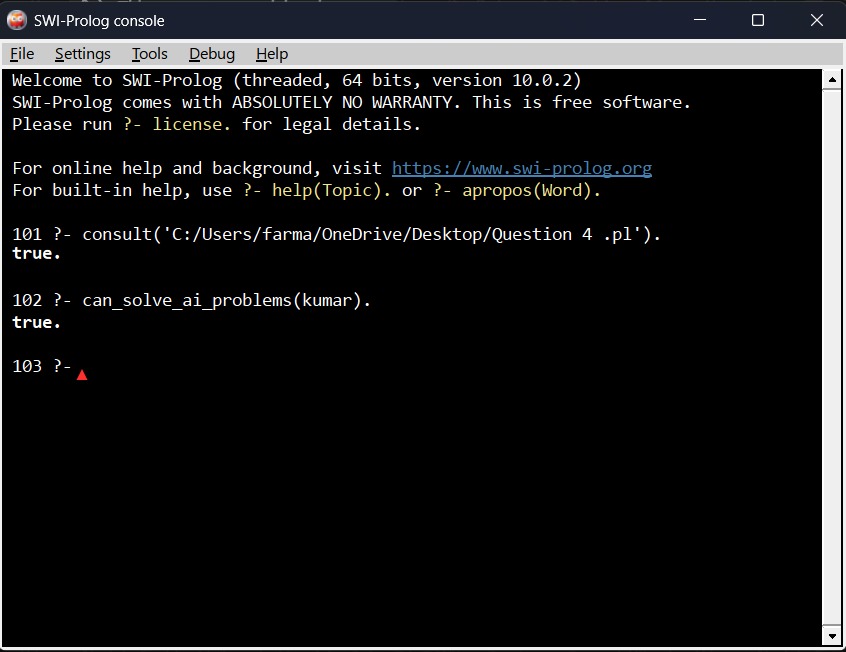 SWI-Prolog console
File Settings Tools Debug Help
Welcome to SWI-Prolog (threaded, 64 bits, version 10.0.2)
SWI-Prolog comes with ABSOLUTELY NO WARRANTY. This is free software.
Please run ?- license. for legal details.
For online help and background, visit https://www.swi-prolog.org
For built-in help, use ?- help(Topic). or ?- apropos(Word).
101 ?- consult('C:/Users/farma/OneDrive/Desktop/Question 4 .pl').
true.
102 ?- can_solve_ai_problems(kumar).
true.
103 ?-